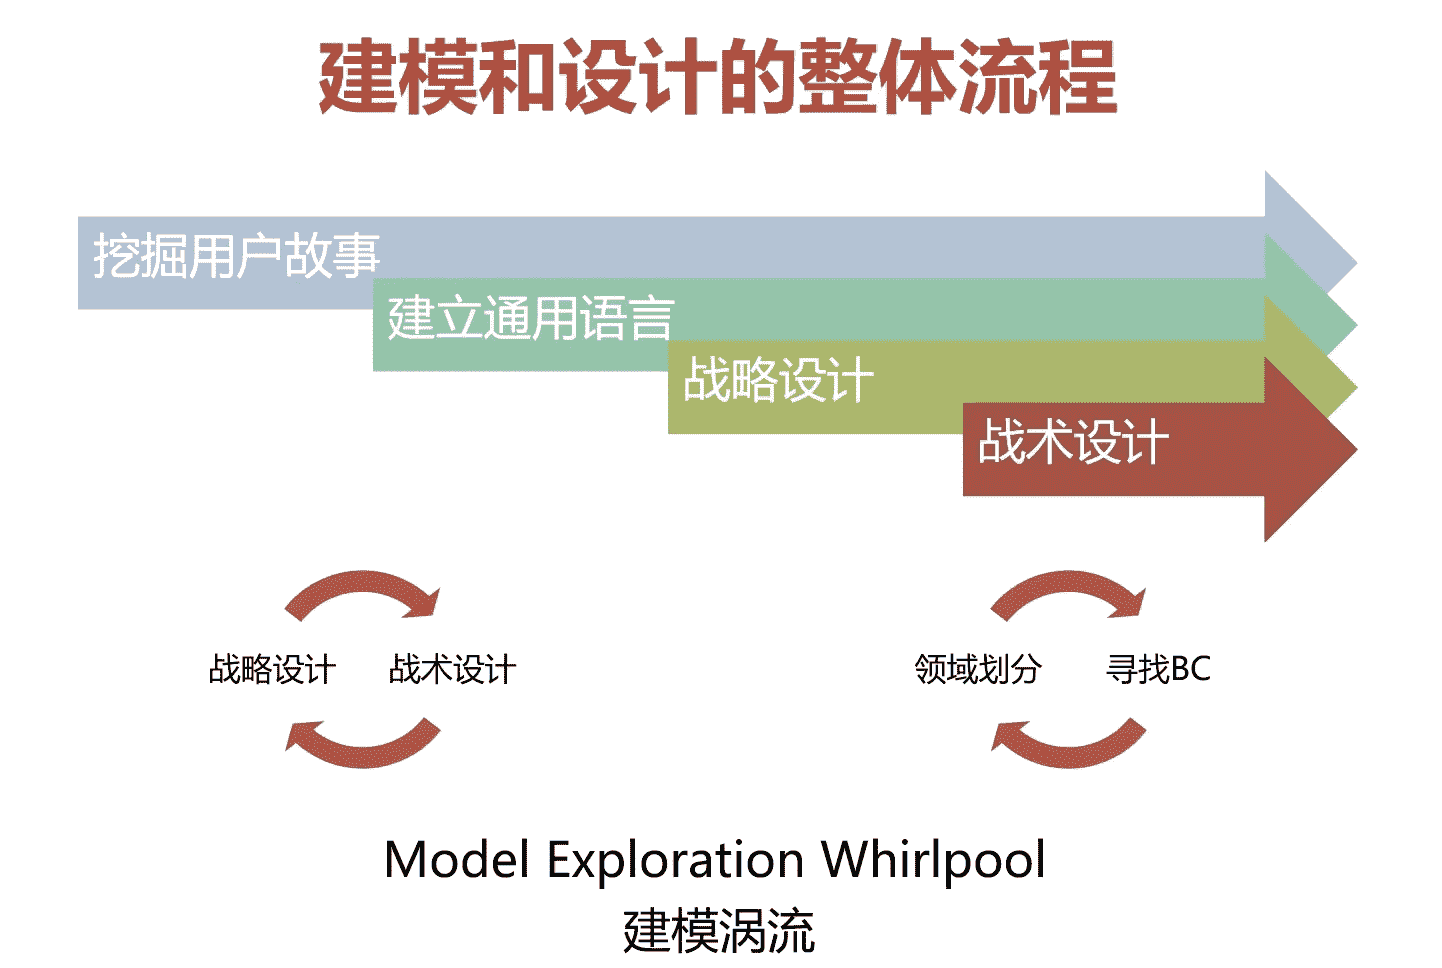 建模和设计的整体流程
挖掘用户故事
建立通用语言
战略设计
战术设计
战略设计 战术设计
领域划分 寻找BC
Model Exploration Whirlpool
建模涡流